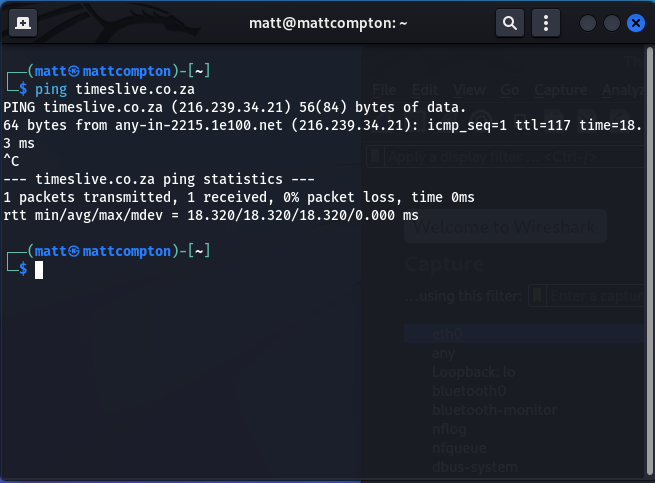 matt@mattcompton: ~
┌──(matt㉿mattcompton)-[~]
└─$ ping timeslive.co.za
PING timeslive.co.za (216.239.34.21) 56(84) bytes of data.
64 bytes from any-in-2215.1e100.net (216.239.34.21): icmp_seq=1 ttl=117 time=18.
3 ms
^C
--- timeslive.co.za ping statistics ---
1 packets transmitted, 1 received, 0% packet loss, time 0ms
rtt min/avg/max/mdev = 18.320/18.320/18.320/0.000 ms
┌──(matt㉿mattcompton)-[~]
└─$
File Edit View Go Capture Analyz
Apply a display filter ... <Ctrl-/>
Welcome to Wireshark
Capture
...using this filter: Enter a captur
eth0
any
Loopback: lo
bluetooth0
bluetooth-monitor
nflog
nfqueue
dbus-system